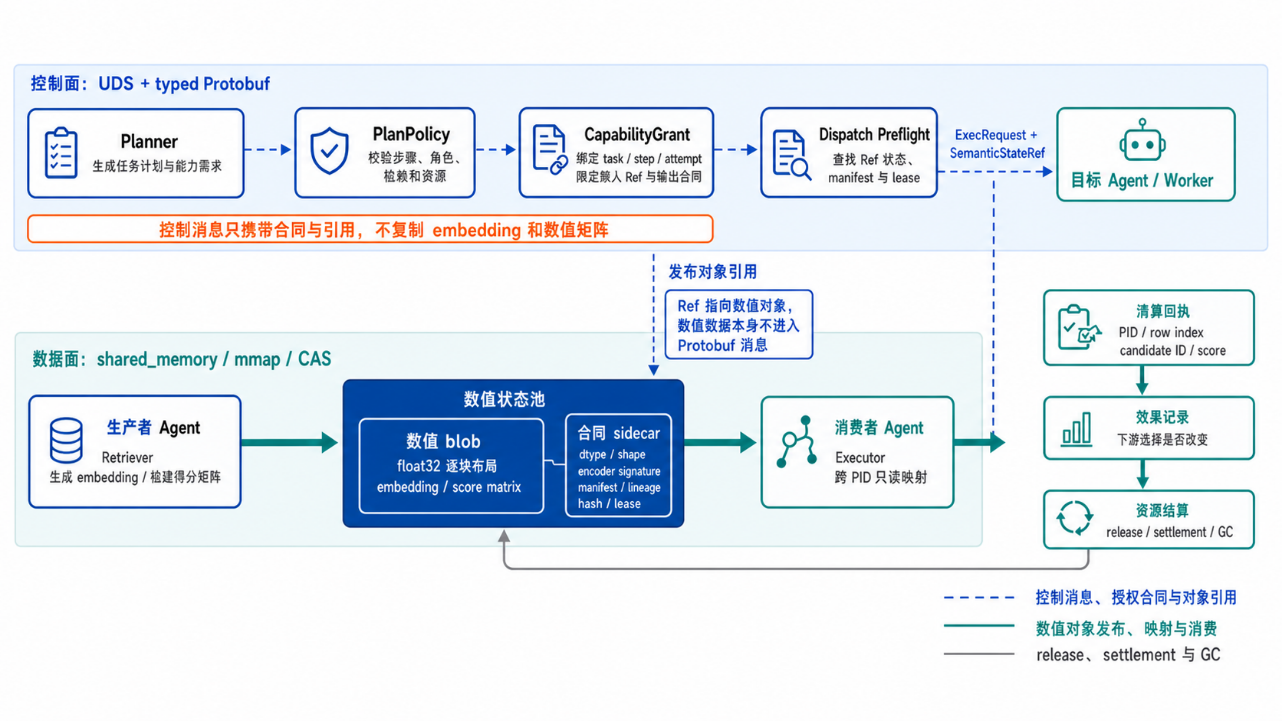 控制面：UDS + typed Protobuf
Planner
生成任务计划与能力需求
PlanPolicy
校验步骤、角色、
枪赖和资源
CapabilityGrant
绑定 task / step / attempt
限定颏人 Ref 与输出合同
Dispatch Preflight
查找 Ref 状态、
manifest 与 lease
ExecRequest +
SemanticStateRef
目标 Agent / Worker
控制消息只携带合同与引用，不复制 embedding 和数值矩阵
发布对象引用
Ref 指向数值对象，
数值数据本身不进入
Protobuf 消息
数据面：shared_memory / mmap / CAS
生产者 Agent
Retriever
生成 embedding / 枪建得分矩阵
数值状态池
数值 blob
float32 逐块布局
embedding / score matrix
合同 sidecar
dtype / shape
encoder signature
manifest / lineage
hash / lease
消费者 Agent
Executor
跨 PID 只读映射
清算回执
PID / row index
candidate ID / score
效果记录
下游选择是否改变
资源结算
release / settlement / GC
控制消息、授权合同与对象引用
数值对象发布、映射与消费
release、settlement 与 GC